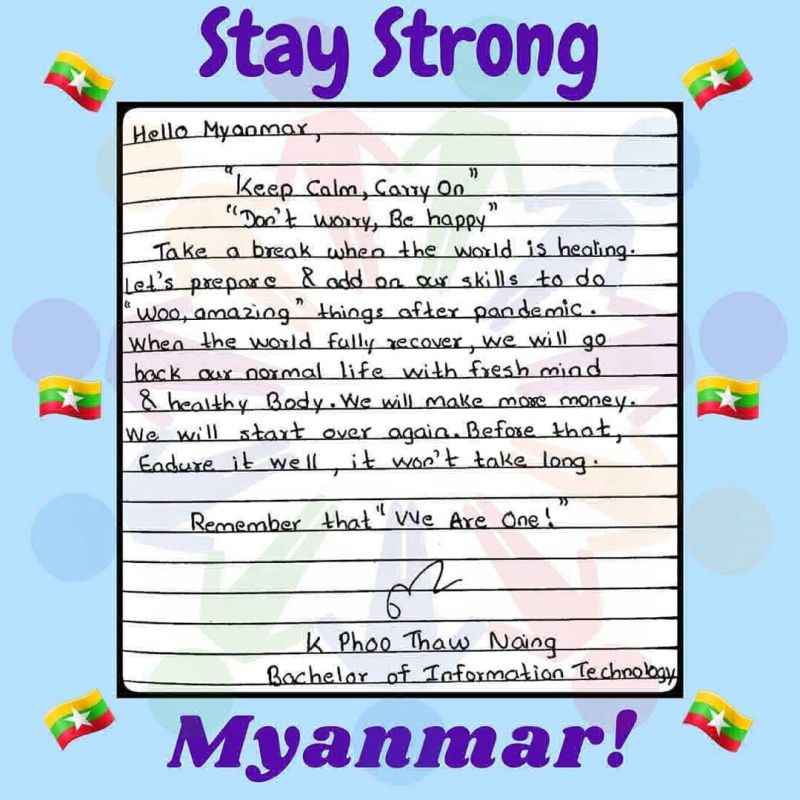 Stay Strong
Hello Myanmar,
"Keep Calm, Carry On"
"Don't worry, Be happy"
Take a break when the world is healing.
Let's prepare & add on our skills to do
"Woo, amazing" things after pandemic.
When the world fully recover, we will go
back our normal life with fresh mind
& healthy Body. We will make more money.
We will start over again. Before that,
Endure it well, it won't take long.
Remember that "We Are One!"
K Phoo Thaw Naing
Bachelor of Information Technology
Myanmar!